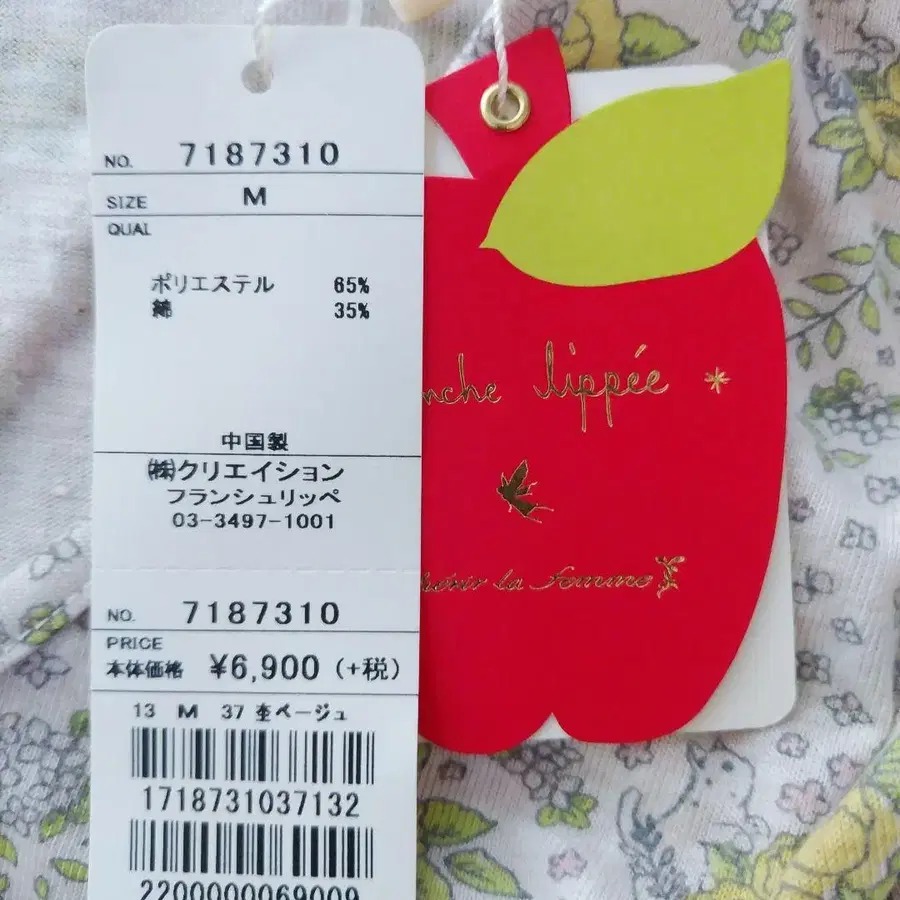 NO. 7187310
SIZE M
QUAL
ポリエステル 65%
綿 35%
中国製
㈱クリエイション
フランシュリッペ
03-3497-1001
NO. 7187310
PRICE
本体価格 ¥6,900 (+税)
13 M 37 杢ベージュ
1718731037132
2200000069009
nche lippée *
hérir la femme